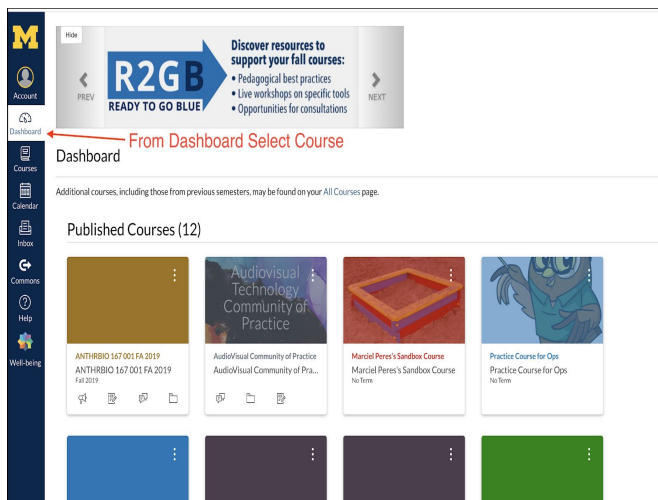 M
Account
Dashboard
Courses
Calendar
Inbox
Commons
Help
Well-being
Hide
PREV
R2GB
READY TO GO BLUE
Discover resources to
support your fall courses:
• Pedagogical best practices
• Live workshops on specific tools
• Opportunities for consultations
NEXT
From Dashboard Select Course
Dashboard
Additional courses, including those from previous semesters, may be found on your All Courses page.
Published Courses (12)
ANTHRBIO 167 001 FA 2019
ANTHRBIO 167 001 FA 2019
Fall 2019
Audiovisual
Technology
Community of
Practice
AudioVisual Community of Practice
AudioVisual Community of Pra...
Marciel Peres's Sandbox Course
Marciel Peres's Sandbox Course
No Term
Practice Course for Ops
Practice Course for Ops
No Term